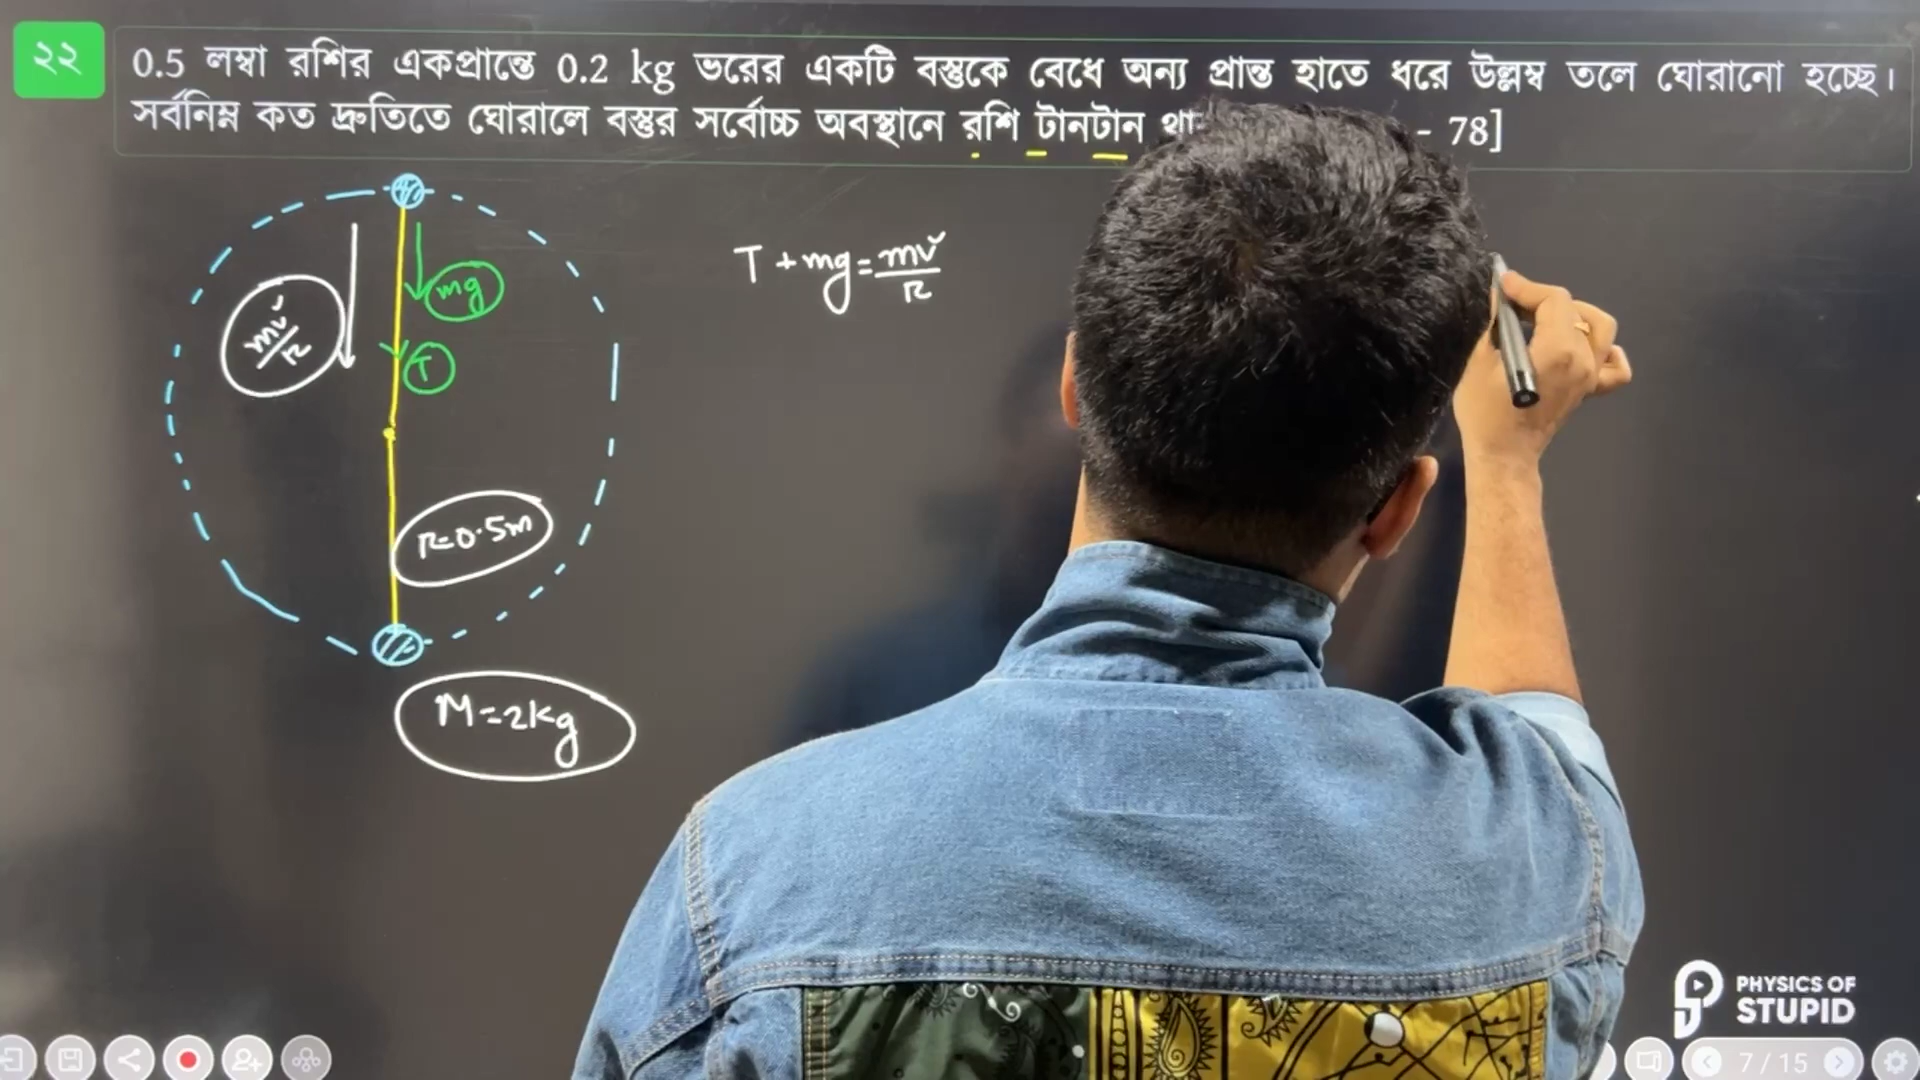 ২২
0.5 লম্বা রশির একপ্রান্তে 0.2 kg ভরের একটি বস্তুকে বেধে অন্য প্রান্ত হাতে ধরে উল্লম্ব তলে ঘোরানো হচ্ছে।
সর্বনিম্ন কত দ্রুতিতে ঘোরালে বস্তুর সর্বোচ্চ অবস্থানে রশি টানটান - 78]
T + mg = mv²/r
mg
mv²/r
T
r=0.5m
M=2kg
PHYSICS OF
STUPID
7 / 15